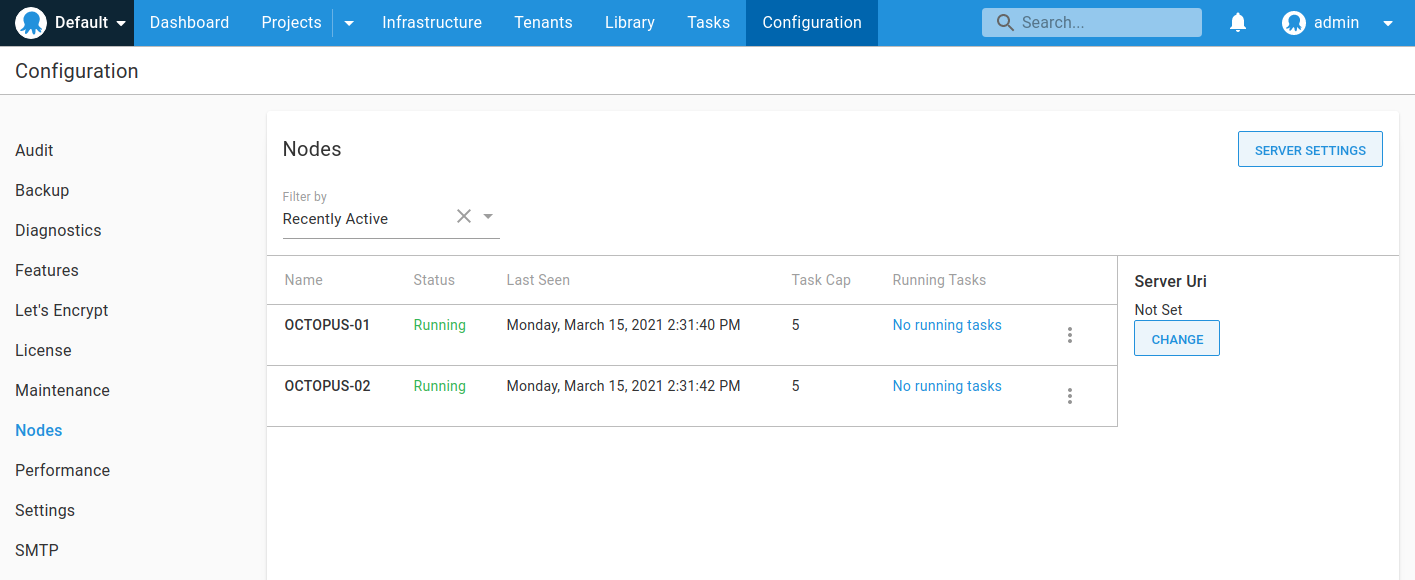 Default Dashboard Projects Infrastructure Tenants Library Tasks Configuration Search... admin
Configuration
Audit
Backup
Diagnostics
Features
Let's Encrypt
License
Maintenance
Nodes
Performance
Settings
SMTP
Nodes
SERVER SETTINGS
Filter by
Recently Active
Name Status Last Seen Task Cap Running Tasks
OCTOPUS-01 Running Monday, March 15, 2021 2:31:40 PM 5 No running tasks
OCTOPUS-02 Running Monday, March 15, 2021 2:31:42 PM 5 No running tasks
Server Uri
Not Set
CHANGE